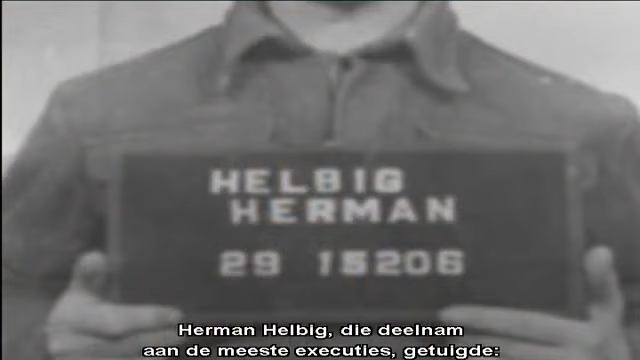 HELBIG
HERMAN
29 15206
Herman Helbig, die deelnam
aan de meeste executies, getuigde: